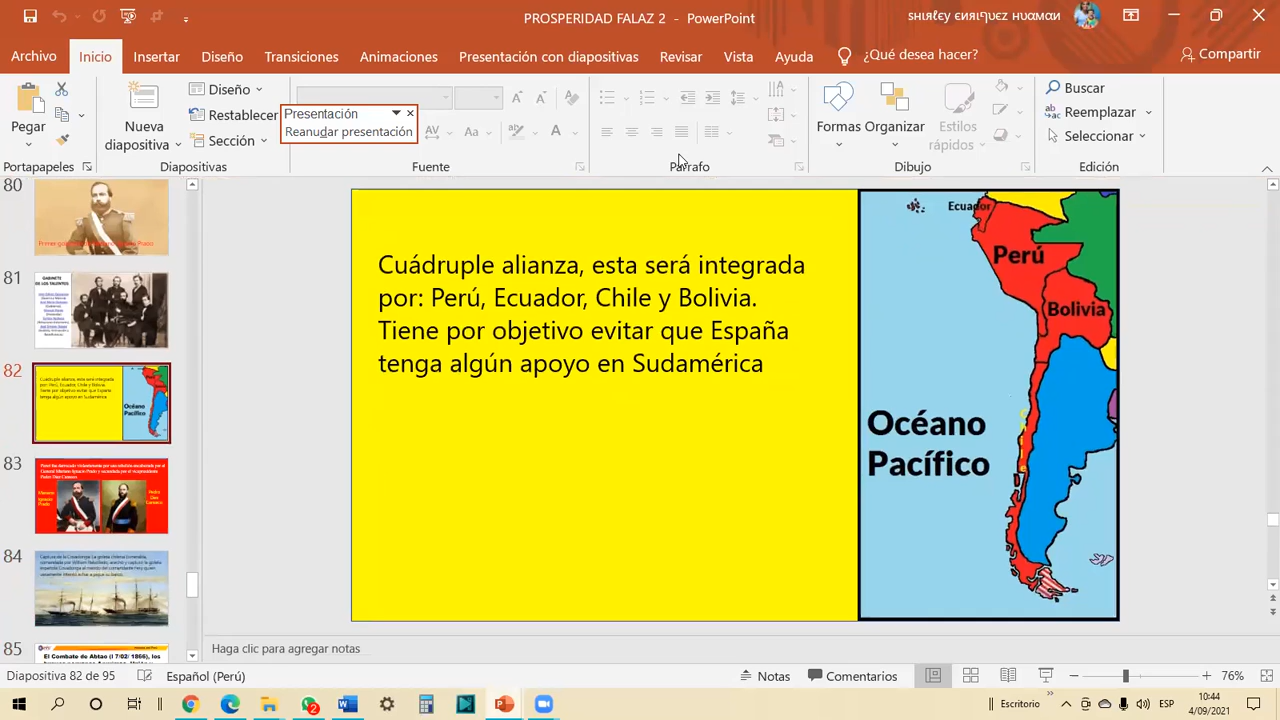 PROSPERIDAD FALAZ 2 - PowerPoint
Archivo
Inicio
Insertar
Diseño
Transiciones
Animaciones
Presentación con diapositivas
Revisar
Vista
Ayuda
¿Qué desea hacer?
Compartir
Pegar
Nueva
diapositiva
Diseño
Restablecer
Sección
Presentación
Reanudar presentación
Formas
Organizar
Estilos
rápidos
Buscar
Reemplazar
Seleccionar
Portapapeles
Diapositivas
Fuente
Párrafo
Dibujo
Edición
80
81
82
83
84
85
Cuádruple alianza, esta será integrada
por: Perú, Ecuador, Chile y Bolivia.
Tiene por objetivo evitar que España
tenga algún apoyo en Sudamérica
Ecuador
Perú
Bolivia
Océano
Pacífico
Haga clic para agregar notas
Diapositiva 82 de 95
Español (Perú)
Notas
Comentarios
76%
Escritorio
ESP
10:44
4/09/2021